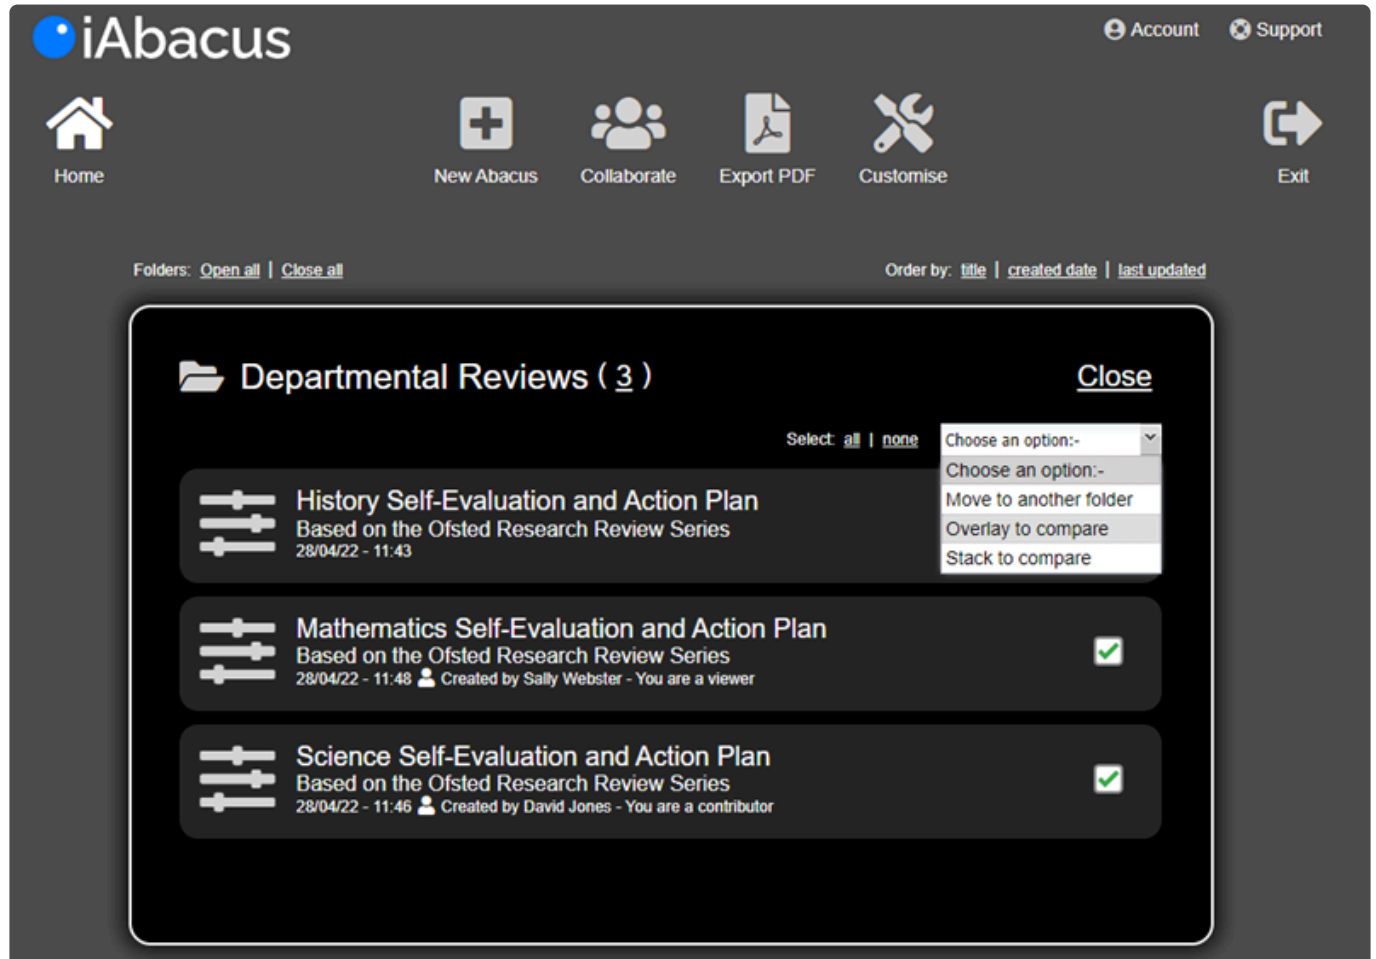 iAbacus
Account
Support
Home
New Abacus
Collaborate
Export PDF
Customise
Exit
Folders: Open all | Close all
Order by: title | created date | last updated
Departmental Reviews ( 3 )
Close
Select: all | none
Choose an option:-
Choose an option:-
Move to another folder
Overlay to compare
Stack to compare
History Self-Evaluation and Action Plan
Based on the Ofsted Research Review Series
28/04/22 - 11:43
Mathematics Self-Evaluation and Action Plan
Based on the Ofsted Research Review Series
28/04/22 - 11:48 Created by Sally Webster - You are a viewer
Science Self-Evaluation and Action Plan
Based on the Ofsted Research Review Series
28/04/22 - 11:46 Created by David Jones - You are a contributor